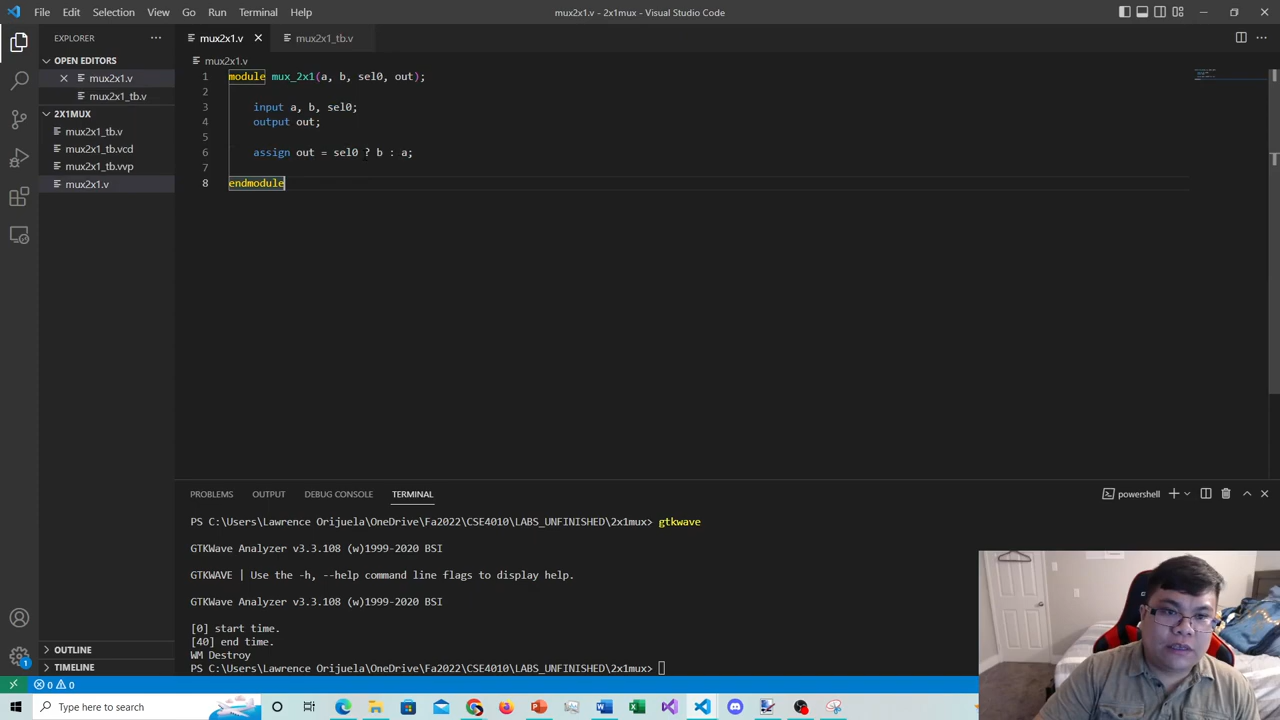 File Edit Selection View Go Run Terminal Help
mux2x1.v - 2x1mux - Visual Studio Code
EXPLORER
OPEN EDITORS
mux2x1.v
mux2x1_tb.v
2X1MUX
mux2x1_tb.v
mux2x1_tb.vcd
mux2x1_tb.vvp
mux2x1.v
OUTLINE
TIMELINE
mux2x1.v mux2x1_tb.v
mux2x1.v
1 module mux_2x1(a, b, sel0, out);
2
3 input a, b, sel0;
4 output out;
5
6 assign out = sel0 ? b : a;
7
8 endmodule
PROBLEMS OUTPUT DEBUG CONSOLE TERMINAL
powershell
PS C:\Users\Lawrence Orijuela\OneDrive\Fa2022\CSE4010\LABS_UNFINISHED\2x1mux> gtkwave
GTKWave Analyzer v3.3.108 (w)1999-2020 BSI
GTKWAVE | Use the -h, --help command line flags to display help.
GTKWave Analyzer v3.3.108 (w)1999-2020 BSI
[0] start time.
[40] end time.
WM Destroy
PS C:\Users\Lawrence Orijuela\OneDrive\Fa2022\CSE4010\LABS_UNFINISHED\2x1mux>
1
0 0
Type here to search